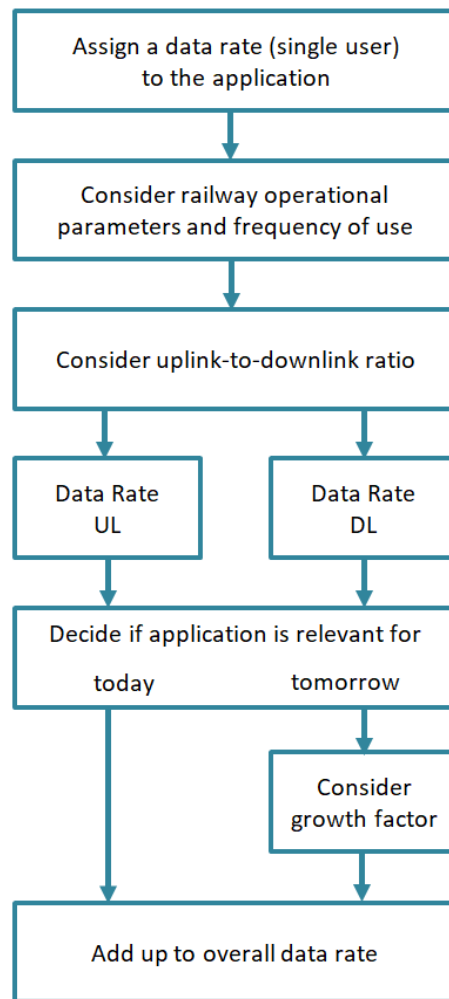 Assign a data rate (single user)
to the application
Consider railway operational
parameters and frequency of use
Consider uplink-to-downlink ratio
Data Rate
UL
Data Rate
DL
Decide if application is relevant for
today
tomorrow
Consider
growth factor
Add up to overall data rate